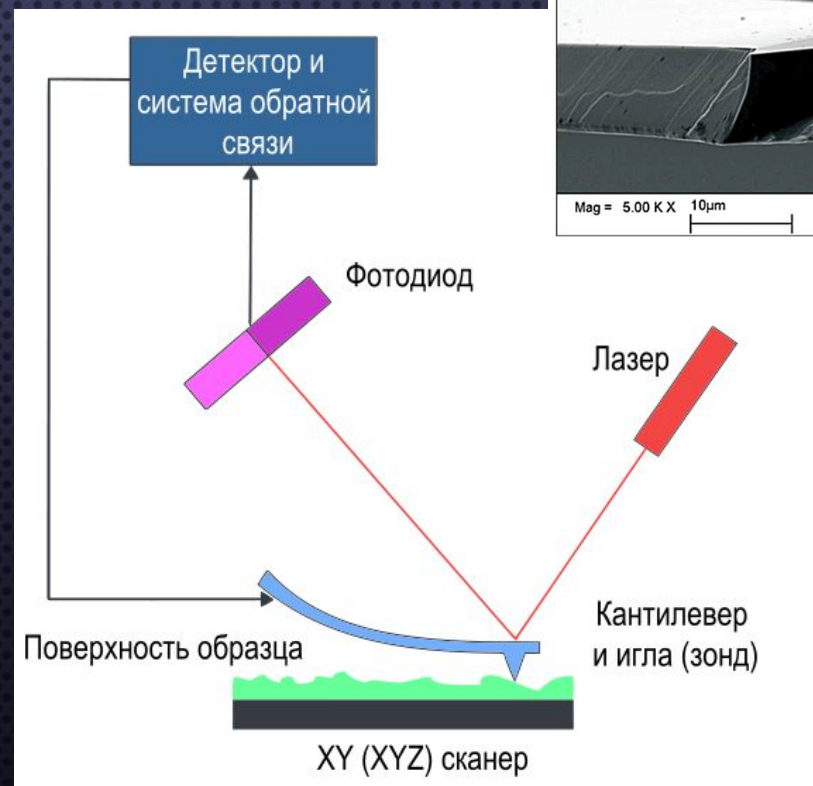 Детектор и
система обратной
связи
Mag = 5.00 K X 10µm
Фотодиод
Лазер
Кантилевер
и игла (зонд)
Поверхность образца
XY (XYZ) сканер